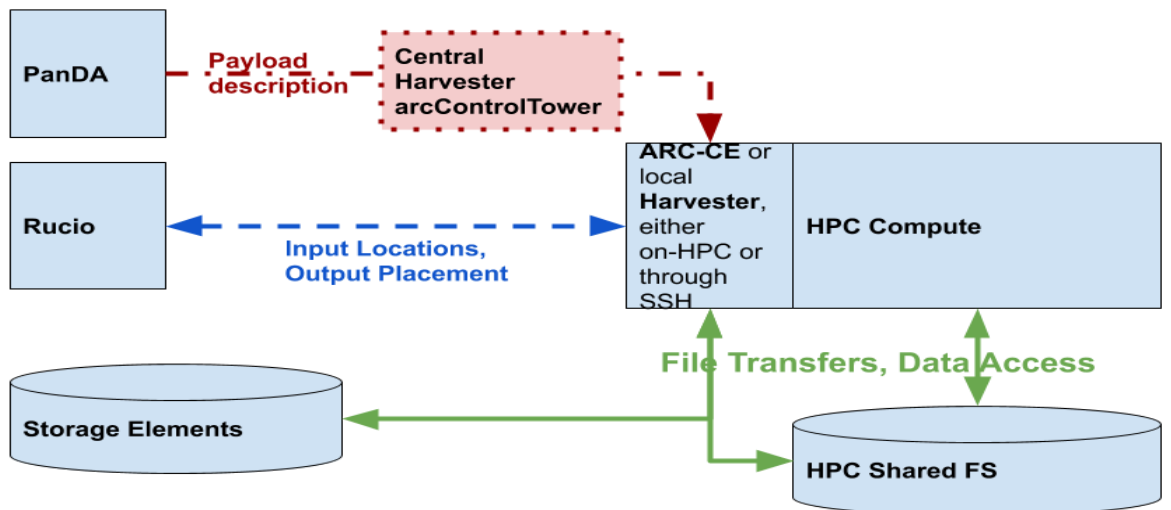 PanDA
Payload
description
Central
Harvester
arcControlTower
Rucio
Input Locations,
Output Placement
ARC-CE or
local
Harvester,
either
on-HPC or
through
SSH
HPC Compute
File Transfers, Data Access
Storage Elements
HPC Shared FS